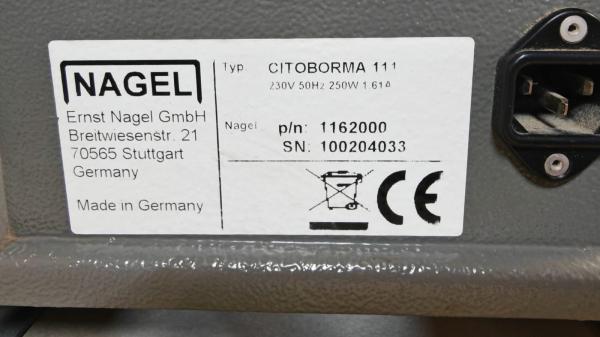 NAGEL
Ernst Nagel GmbH
Breitwiesenstr. 21
70565 Stuttgart
Germany
Made in Germany
Typ CITOBORMA 111
230V 50Hz 250W 1.61A
Nagel p/n: 1162000
SN: 100204033
CE